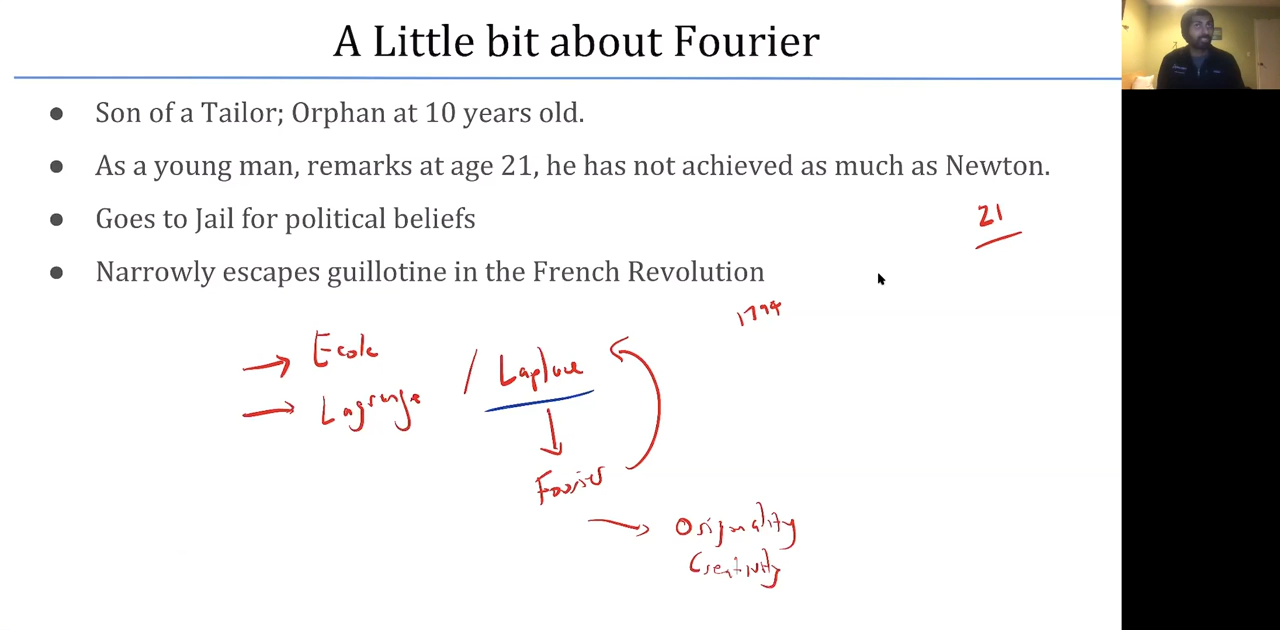 A Little bit about Fourier
● Son of a Tailor; Orphan at 10 years old.
● As a young man, remarks at age 21, he has not achieved as much as Newton.
● Goes to Jail for political beliefs
21
● Narrowly escapes guillotine in the French Revolution
1794
→ Ecole / Laplace
→ Lagrange
Fourier
→ Originality
Creativity